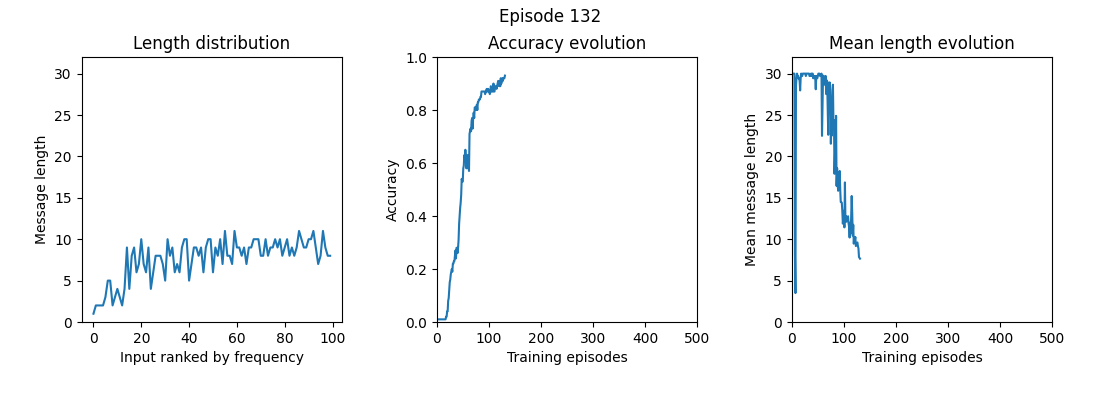 Episode 132
Length distribution
Message length
30
25
20
15
10
5
0
0 20 40 60 80 100
Input ranked by frequency
Accuracy evolution
Accuracy
1.0
0.8
0.6
0.4
0.2
0.0
0 100 200 300 400 500
Training episodes
Mean length evolution
Mean message length
30
25
20
15
10
5
0
0 100 200 300 400 500
Training episodes